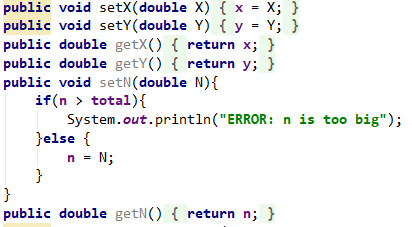 public void setX(double X) { x = X; }
public void setY(double Y) { y = Y; }
public double getX() { return x; }
public double getY() { return y; }
public void setN(double N){
    if(n > total){
        System.out.println("ERROR: n is too big");
    }else {
        n = N;
    }
}
public double getN() { return n; }